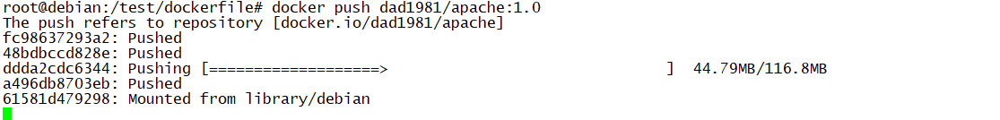 root@debian:/test/dockerfile# docker push dad1981/apache:1.0
The push refers to repository [docker.io/dad1981/apache]
fc98637293a2: Pushed
48bdbccd828e: Pushed
ddda2cdc6344: Pushing [===================>                               ]  44.79MB/116.8MB
a496db8703eb: Pushed
61581d479298: Mounted from library/debian